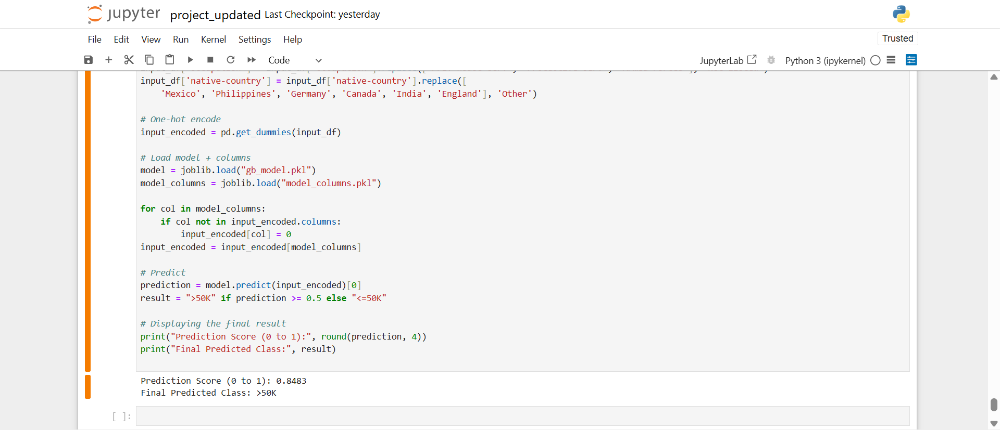 jupyter project_updated Last Checkpoint: yesterday
File Edit View Run Kernel Settings Help Trusted
Code JupyterLab Python 3 (ipykernel)
input_df['native-country'] = input_df['native-country'].replace([
    'Mexico', 'Philippines', 'Germany', 'Canada', 'India', 'England'], 'Other')
# One-hot encode
input_encoded = pd.get_dummies(input_df)
# Load model + columns
model = joblib.load("gb_model.pkl")
model_columns = joblib.load("model_columns.pkl")
for col in model_columns:
    if col not in input_encoded.columns:
        input_encoded[col] = 0
input_encoded = input_encoded[model_columns]
# Predict
prediction = model.predict(input_encoded)[0]
result = ">50K" if prediction >= 0.5 else "<=50K"
# Displaying the final result
print("Prediction Score (0 to 1):", round(prediction, 4))
print("Final Predicted Class:", result)
Prediction Score (0 to 1): 0.8483
Final Predicted Class: >50K
[ ]: